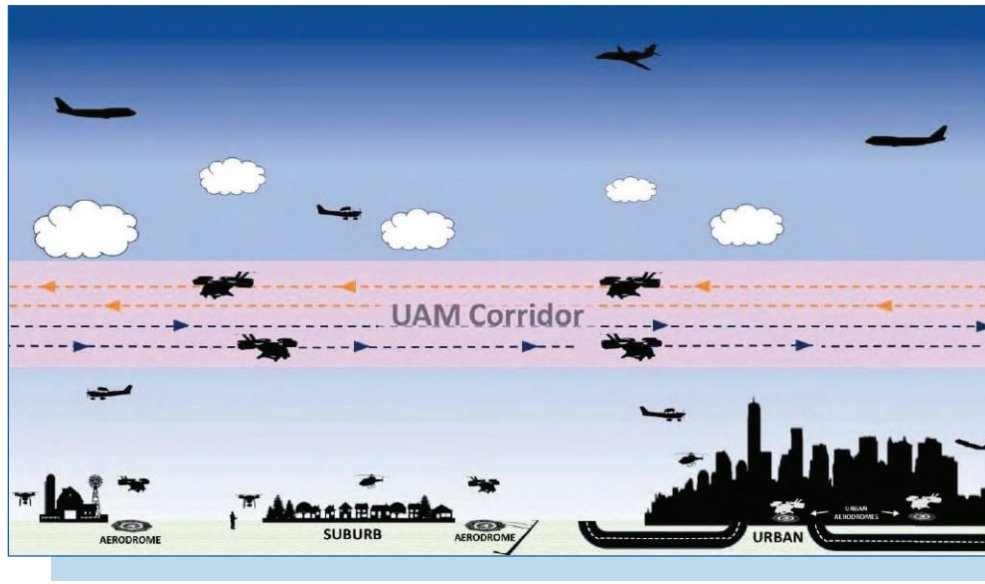 UAM Corridor
AERODROME
SUBURB
AERODROME
URBAN
AERODROMES
URBAN